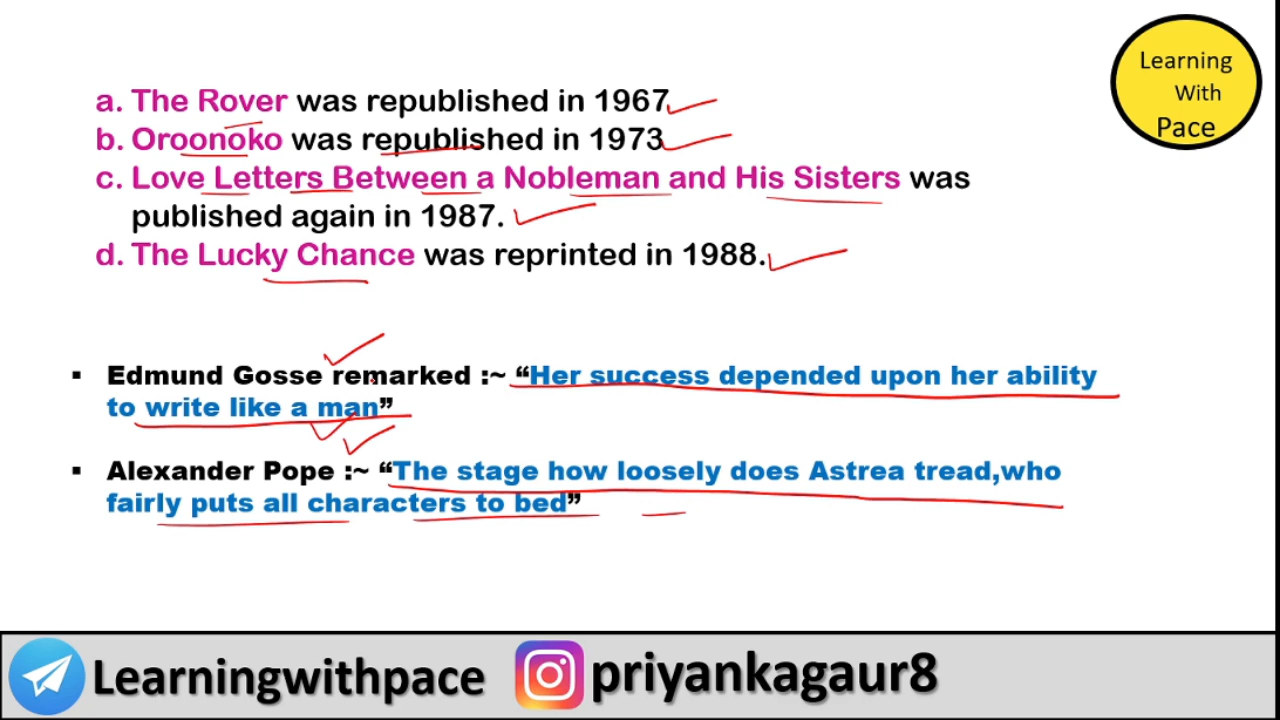 Learning
With
Pace
a. The Rover was republished in 1967
b. Oroonoko was republished in 1973
c. Love Letters Between a Nobleman and His Sisters was
published again in 1987.
d. The Lucky Chance was reprinted in 1988.
▪ Edmund Gosse remarked :~ “Her success depended upon her ability
to write like a man”
▪ Alexander Pope :~ “The stage how loosely does Astrea tread,who
fairly puts all characters to bed”
Learningwithpace priyankagaur8